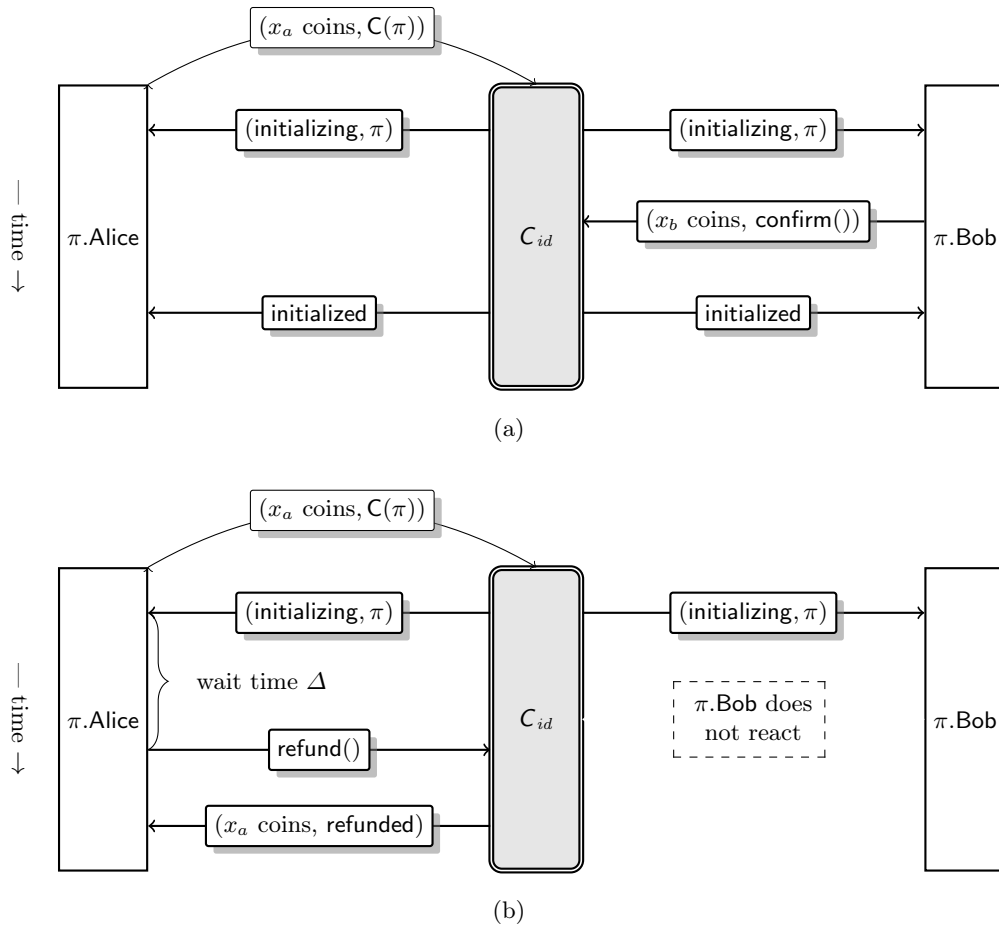 (x_a coins, C(π))
(initializing, π)
(initializing, π)
— time →
(x_b coins, confirm())
π.Alice
C_id
π.Bob
initialized
initialized
(a)
(x_a coins, C(π))
(initializing, π)
(initializing, π)
— time →
wait time Δ
π.Alice
C_id
π.Bob does
not react
π.Bob
refund()
(x_a coins, refunded)
(b)